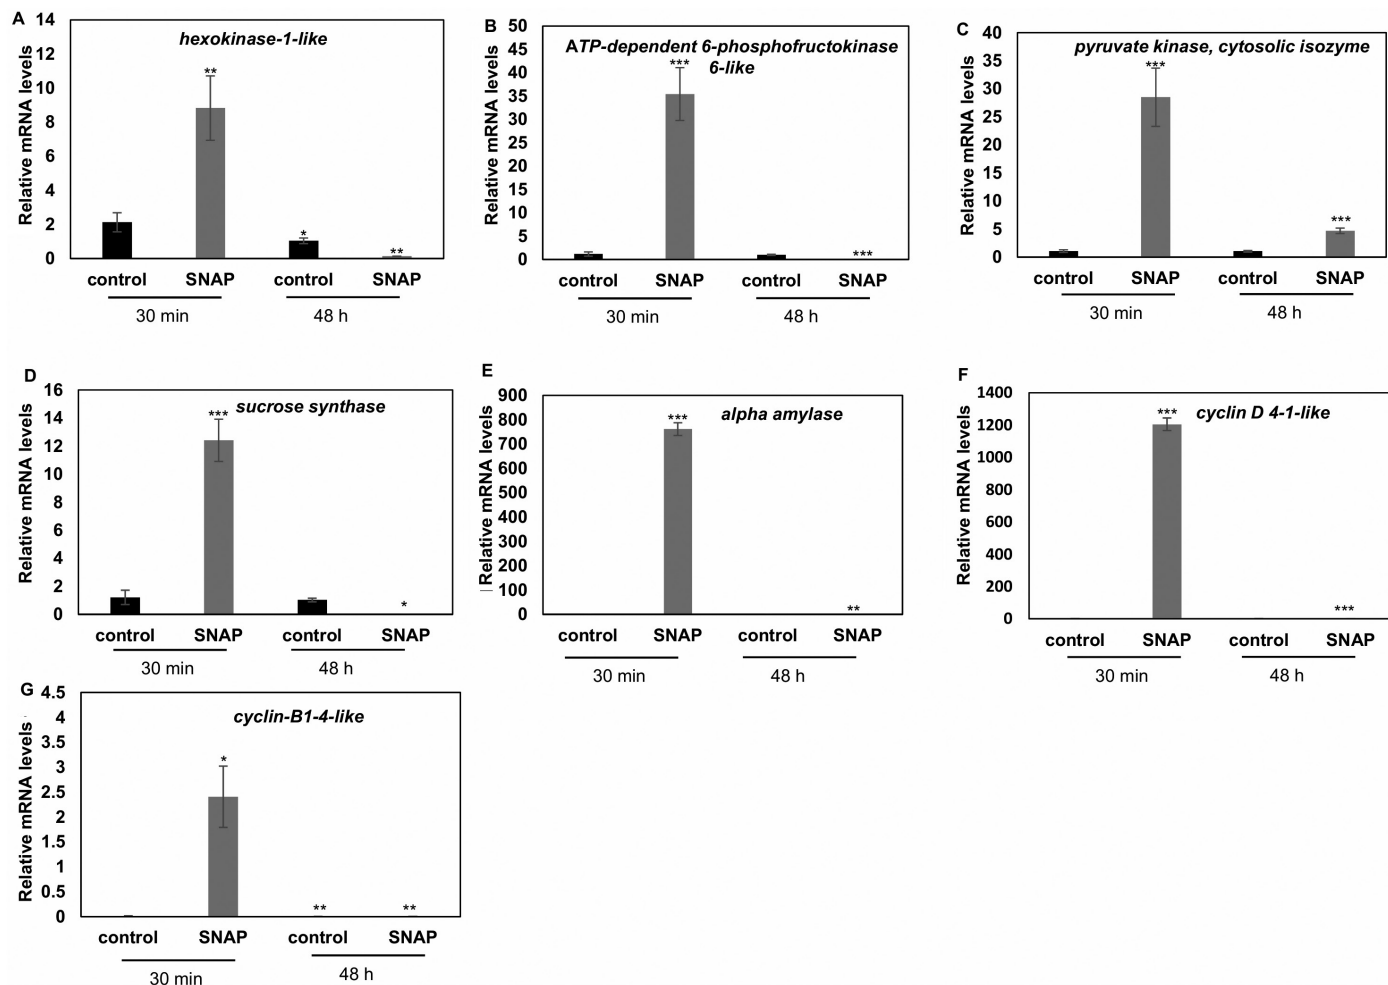 A
14
12
10
8
6
4
2
0
Relative mRNA levels
hexokinase-1-like
**
*
**
control SNAP control SNAP
30 min 48 h
B
50
45
40
35
30
25
20
15
10
5
0
Relative mRNA levels
ATP-dependent 6-phosphofructokinase
6-like
***
***
control SNAP control SNAP
30 min 48 h
C
40
35
30
25
20
15
10
5
0
Relative mRNA levels
pyruvate kinase, cytosolic isozyme
***
***
control SNAP control SNAP
30 min 48 h
D
16
14
12
10
8
6
4
2
0
Relative mRNA levels
sucrose synthase
***
*
control SNAP control SNAP
30 min 48 h
E
900
800
700
600
500
400
300
200
100
0
Relative mRNA levels
alpha amylase
***
**
control SNAP control SNAP
30 min 48 h
F
1400
1200
1000
800
600
400
200
0
Relative mRNA levels
cyclin D 4-1-like
***
***
control SNAP control SNAP
30 min 48 h
G
4.5
4
3.5
3
2.5
2
1.5
1
0.5
0
Relative mRNA levels
cyclin-B1-4-like
*
**
**
control SNAP control SNAP
30 min 48 h